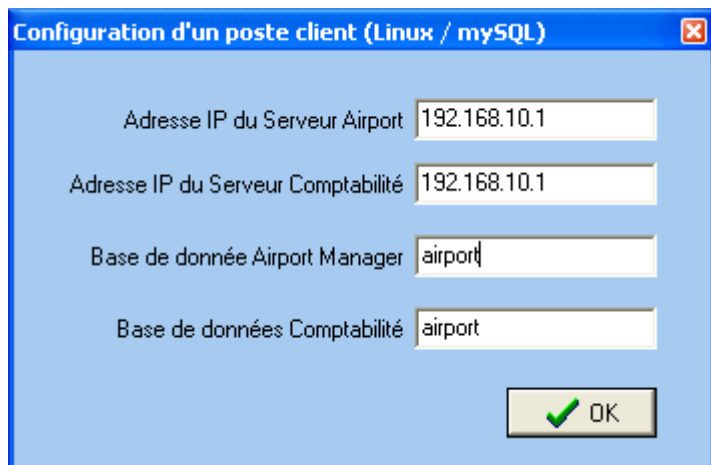 Configuration d'un poste client (Linux / mySQL)
Adresse IP du Serveur Airport 192.168.10.1
Adresse IP du Serveur Comptabilité 192.168.10.1
Base de donnée Airport Manager airport
Base de données Comptabilité airport
OK